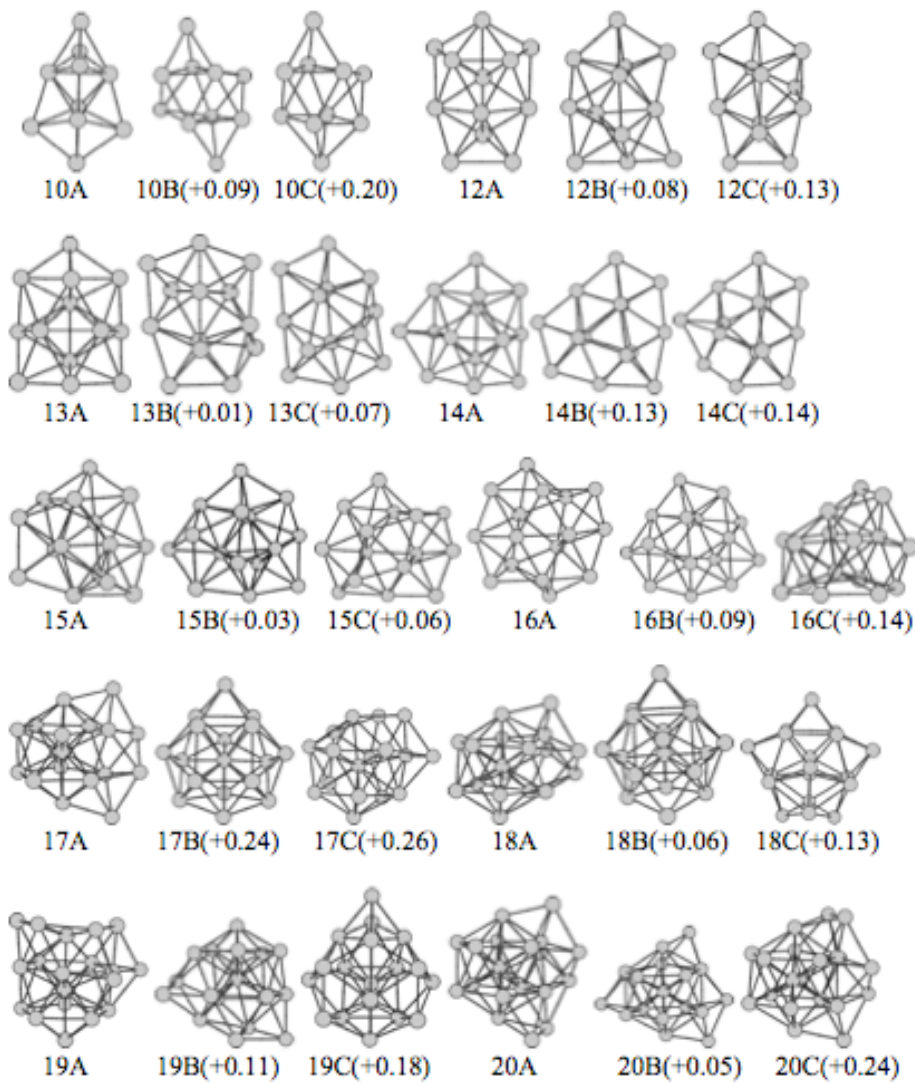 10A 10B(+0.09) 10C(+0.20) 12A 12B(+0.08) 12C(+0.13)
13A 13B(+0.01) 13C(+0.07) 14A 14B(+0.13) 14C(+0.14)
15A 15B(+0.03) 15C(+0.06) 16A 16B(+0.09) 16C(+0.14)
17A 17B(+0.24) 17C(+0.26) 18A 18B(+0.06) 18C(+0.13)
19A 19B(+0.11) 19C(+0.18) 20A 20B(+0.05) 20C(+0.24)